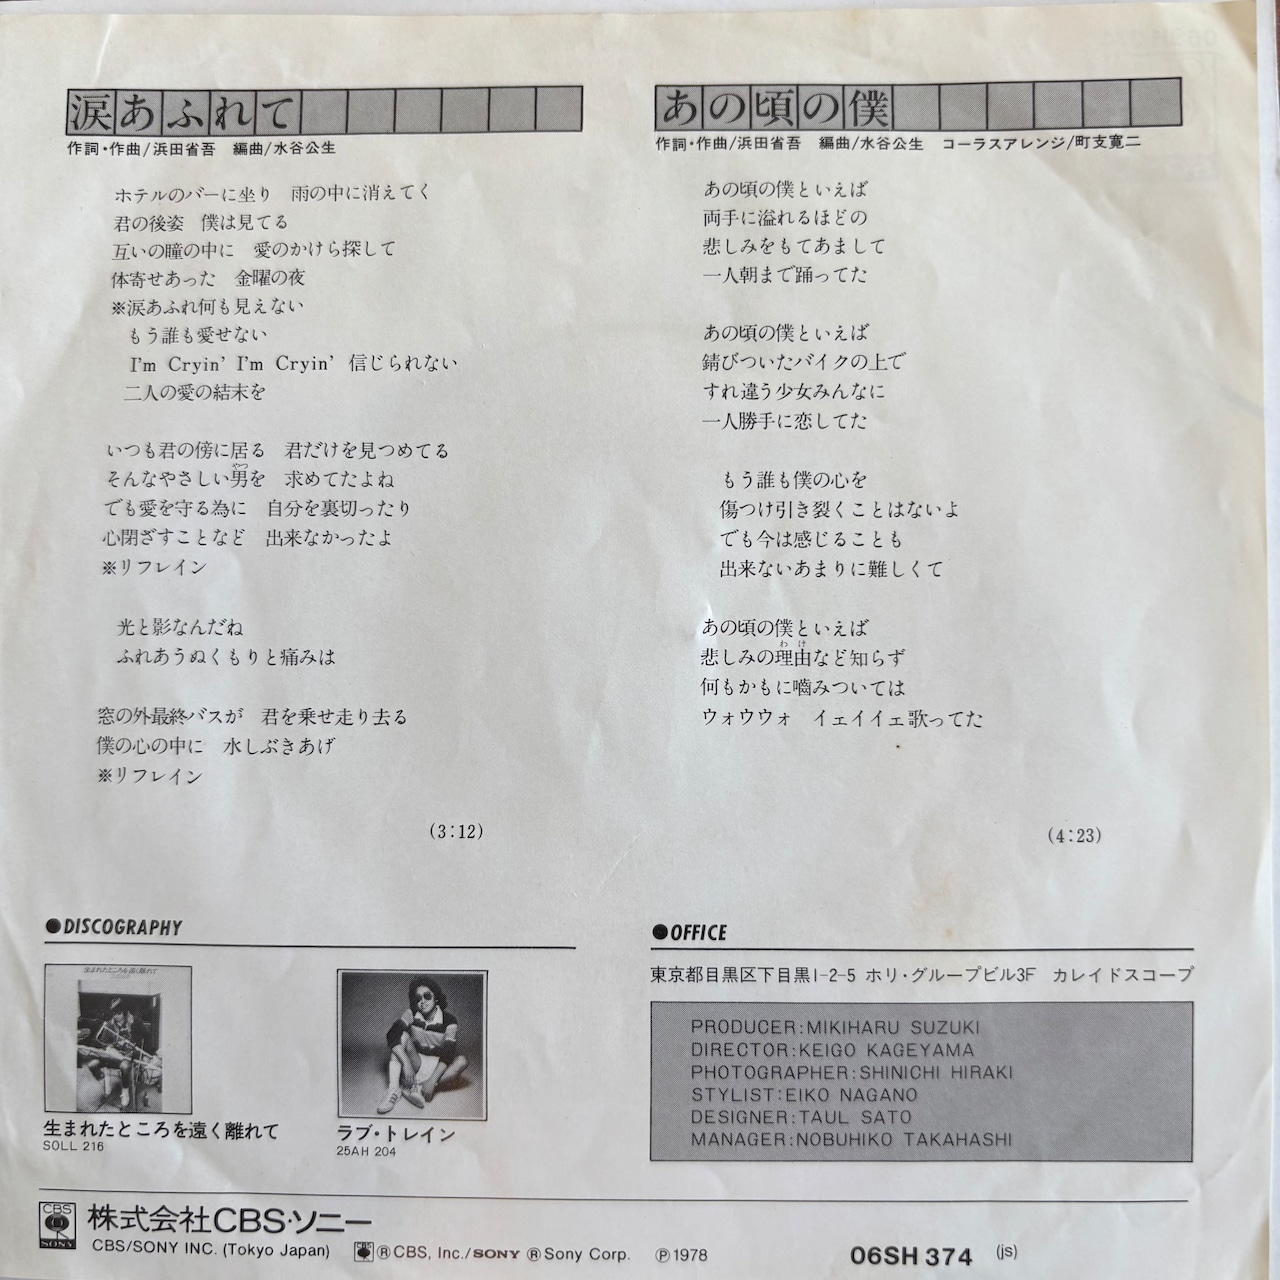 涙あふれて
作詞・作曲/浜田省吾　編曲/水谷公生
ホテルのバーに坐り　雨の中に消えてく
君の後姿　僕は見てる
互いの瞳の中に　愛のかけら探して
体寄せあった　金曜の夜
※涙あふれ何も見えない
もう誰も愛せない
I'm Cryin' I'm Cryin' 信じられない
二人の愛の結末を
いつも君の傍に居る　君だけを見つめてる
やつ
そんなやさしい男を　求めてたよね
でも愛を守る為に　自分を裏切ったり
心閉ざすことなど　出来なかったよ
※リフレイン
光と影なんだね
ふれあうぬくもりと痛みは
窓の外最終バスが　君を乗せ走り去る
僕の心の中に　水しぶきあげ
※リフレイン
(3:12)
あの頃の僕
作詞・作曲/浜田省吾　編曲/水谷公生　コーラスアレンジ/町支寛二
あの頃の僕といえば
両手に溢れるほどの
悲しみをもてあまして
一人朝まで踊ってた
あの頃の僕といえば
錆びついたバイクの上で
すれ違う少女みんなに
一人勝手に恋してた
もう誰も僕の心を
傷つけ引き裂くことはないよ
でも今は感じることも
出来ないあまりに難しくて
あの頃の僕といえば
わけ
悲しみの理由など知らず
何もかもに噛みついては
ウォウウォ　イェイイェ歌ってた
(4:23)
●DISCOGRAPHY
生まれたところを遠く離れて
生まれたところを遠く離れて
SOLL 216
ラブ・トレイン
25AH 204
●OFFICE
東京都目黒区下目黒1-2-5 ホリ・グループビル3F　カレイドスコープ
PRODUCER:MIKIHARU SUZUKI
DIRECTOR:KEIGO KAGEYAMA
PHOTOGRAPHER:SHINICHI HIRAKI
STYLIST:EIKO NAGANO
DESIGNER:TAUL SATO
MANAGER:NOBUHIKO TAKAHASHI
CBS SONY
株式会社CBS・ソニー
CBS/SONY INC. (Tokyo Japan)　ⓇCBS, Inc./SONY ⓇSony Corp.　Ⓟ1978
06SH 374 (js)